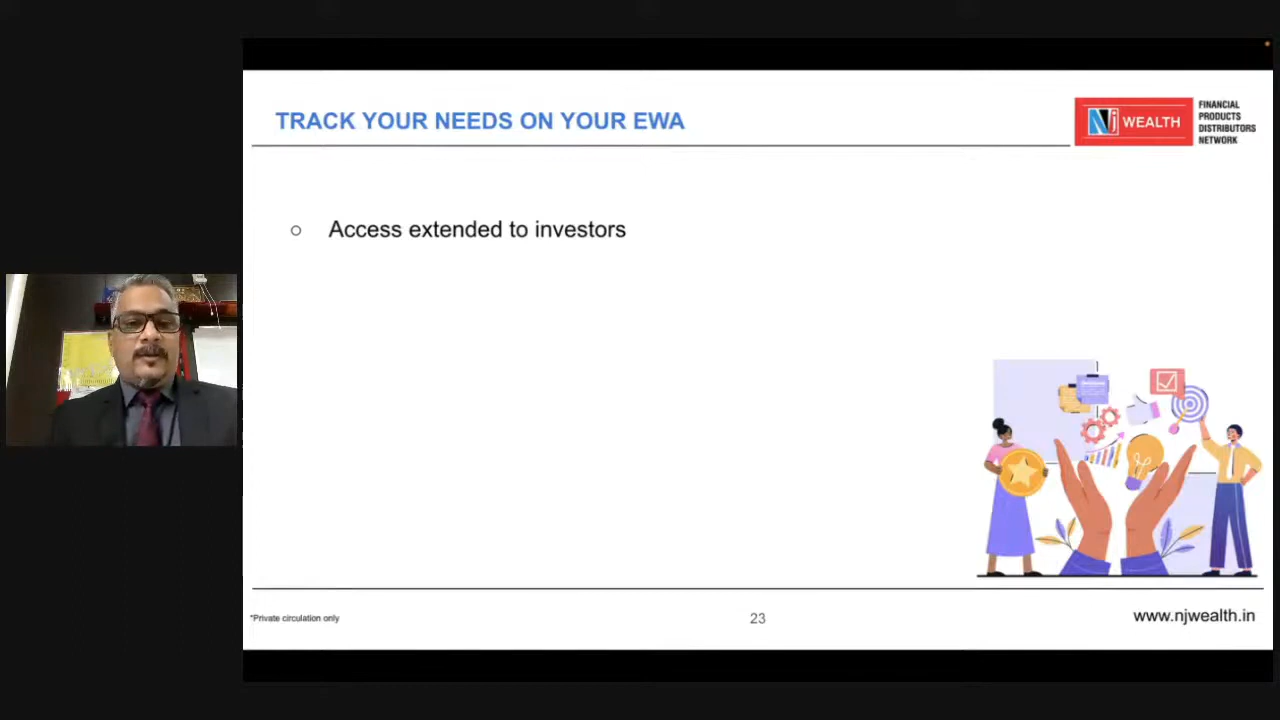 TRACK YOUR NEEDS ON YOUR EWA
NJ WEALTH
FINANCIAL
PRODUCTS
DISTRIBUTORS
NETWORK
○ Access extended to investors
*Private circulation only
23
www.njwealth.in